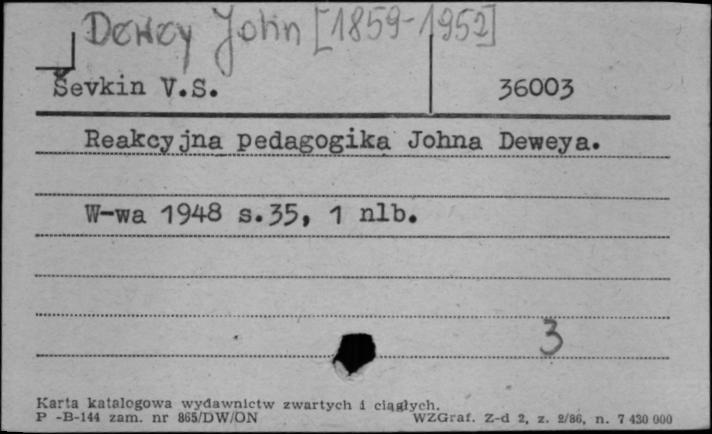 Dewey John [1859-1952]
Ševkin V.S. 36003
Reakcyjna pedagogika Johna Deweya.
W-wa 1948 s.35, 1 nlb.
3
Karta katalogowa wydawnictw zwartych i ciągłych.
P -B-144 zam. nr 865/DW/ON WZGraf. Z-d 2, z. 2/86, n. 7 430 000